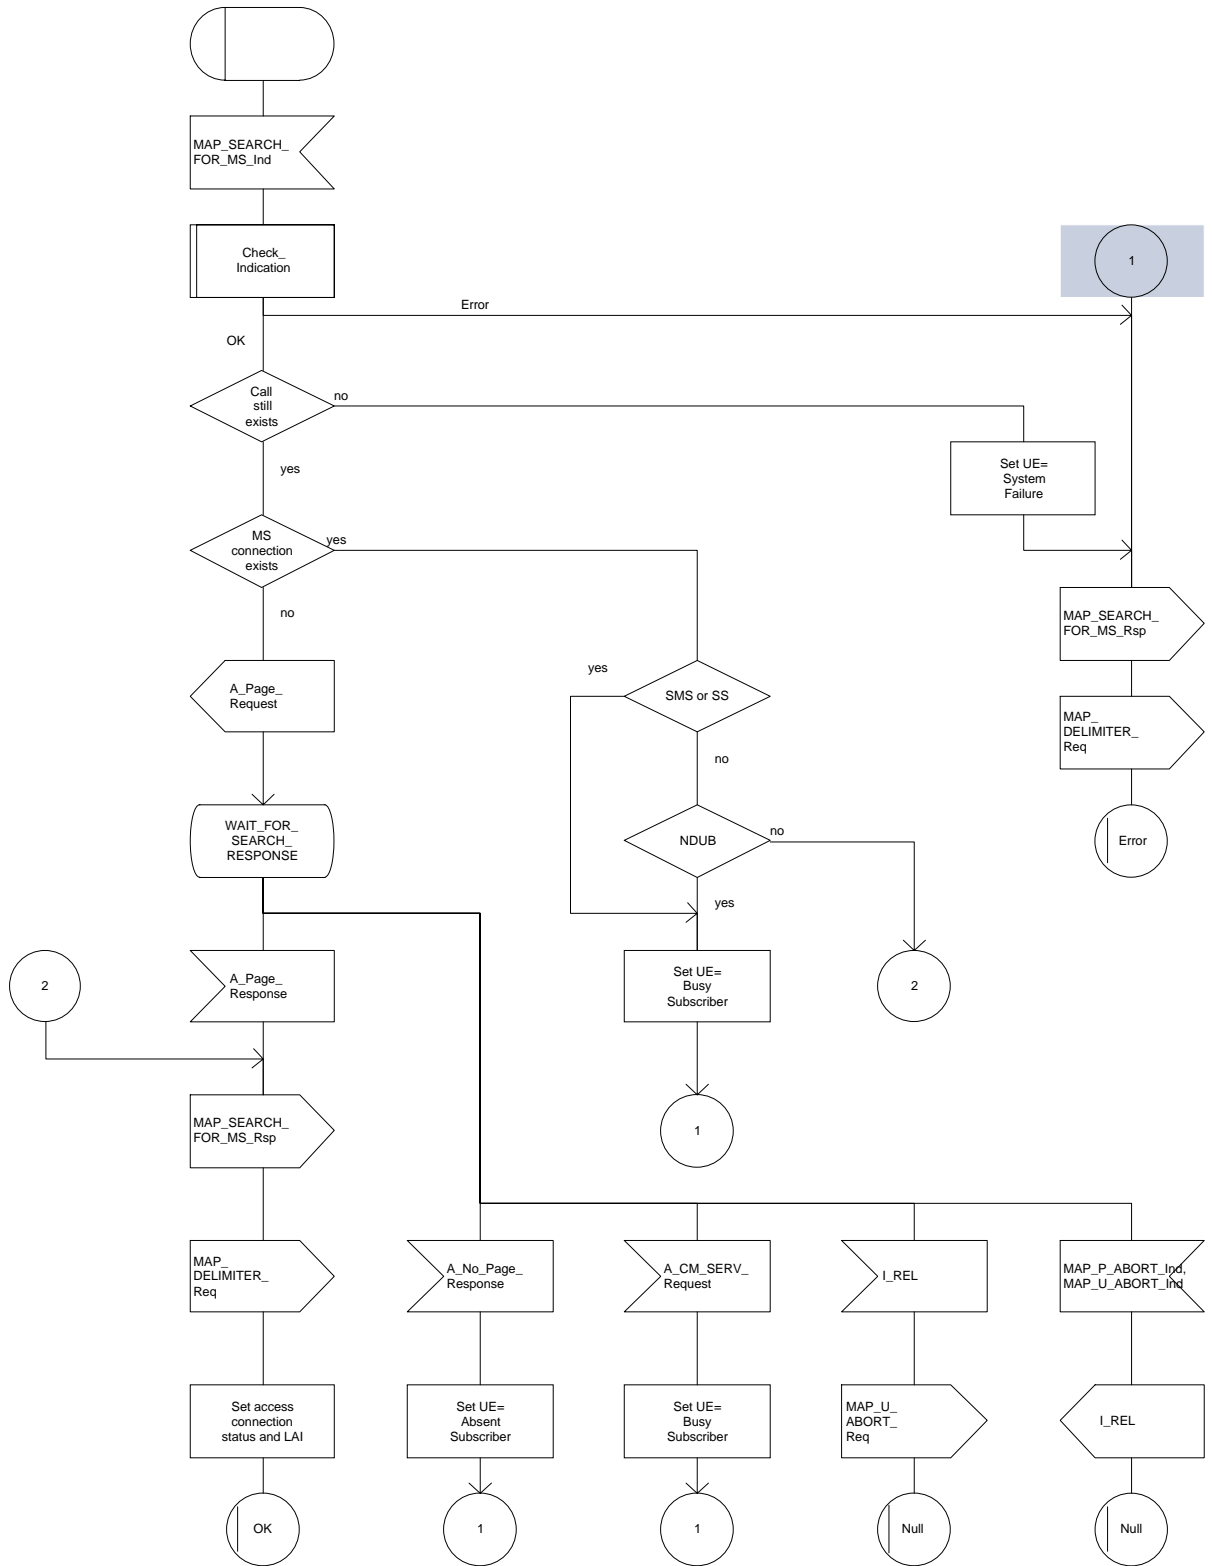 MAP_SEARCH_
FOR_MS_Ind
Check_
Indication
1
Error
OK
Call
still
exists
no
yes
Set UE=
System
Failure
MS
connection
exists
yes
no
MAP_SEARCH_
FOR_MS_Rsp
A_Page_
Request
yes
SMS or SS
no
MAP_
DELIMITER_
Req
WAIT_FOR_
SEARCH_
RESPONSE
NDUB
no
yes
Error
2
A_Page_
Response
Set UE=
Busy
Subscriber
2
MAP_SEARCH_
FOR_MS_Rsp
1
MAP_
DELIMITER_
Req
A_No_Page_
Response
A_CM_SERV_
Request
I_REL
MAP_P_ABORT_Ind,
MAP_U_ABORT_Ind
Set access
connection
status and LAI
Set UE=
Absent
Subscriber
Set UE=
Busy
Subscriber
MAP_U_
ABORT_
Req
I_REL
OK
1
1
Null
Null